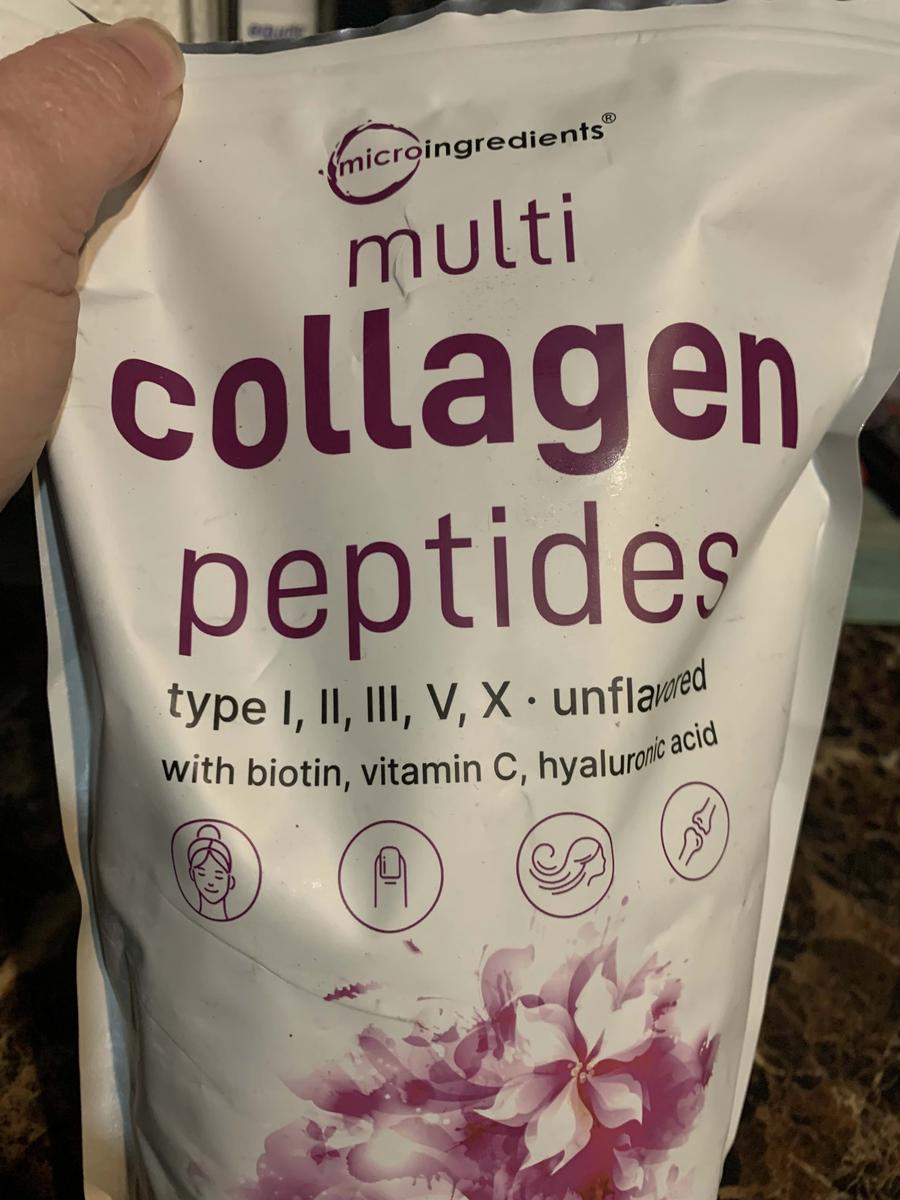 microingredients®
multi
collagen
peptides
type I, II, III, V, X · unflavored
with biotin, vitamin C, hyaluronic acid